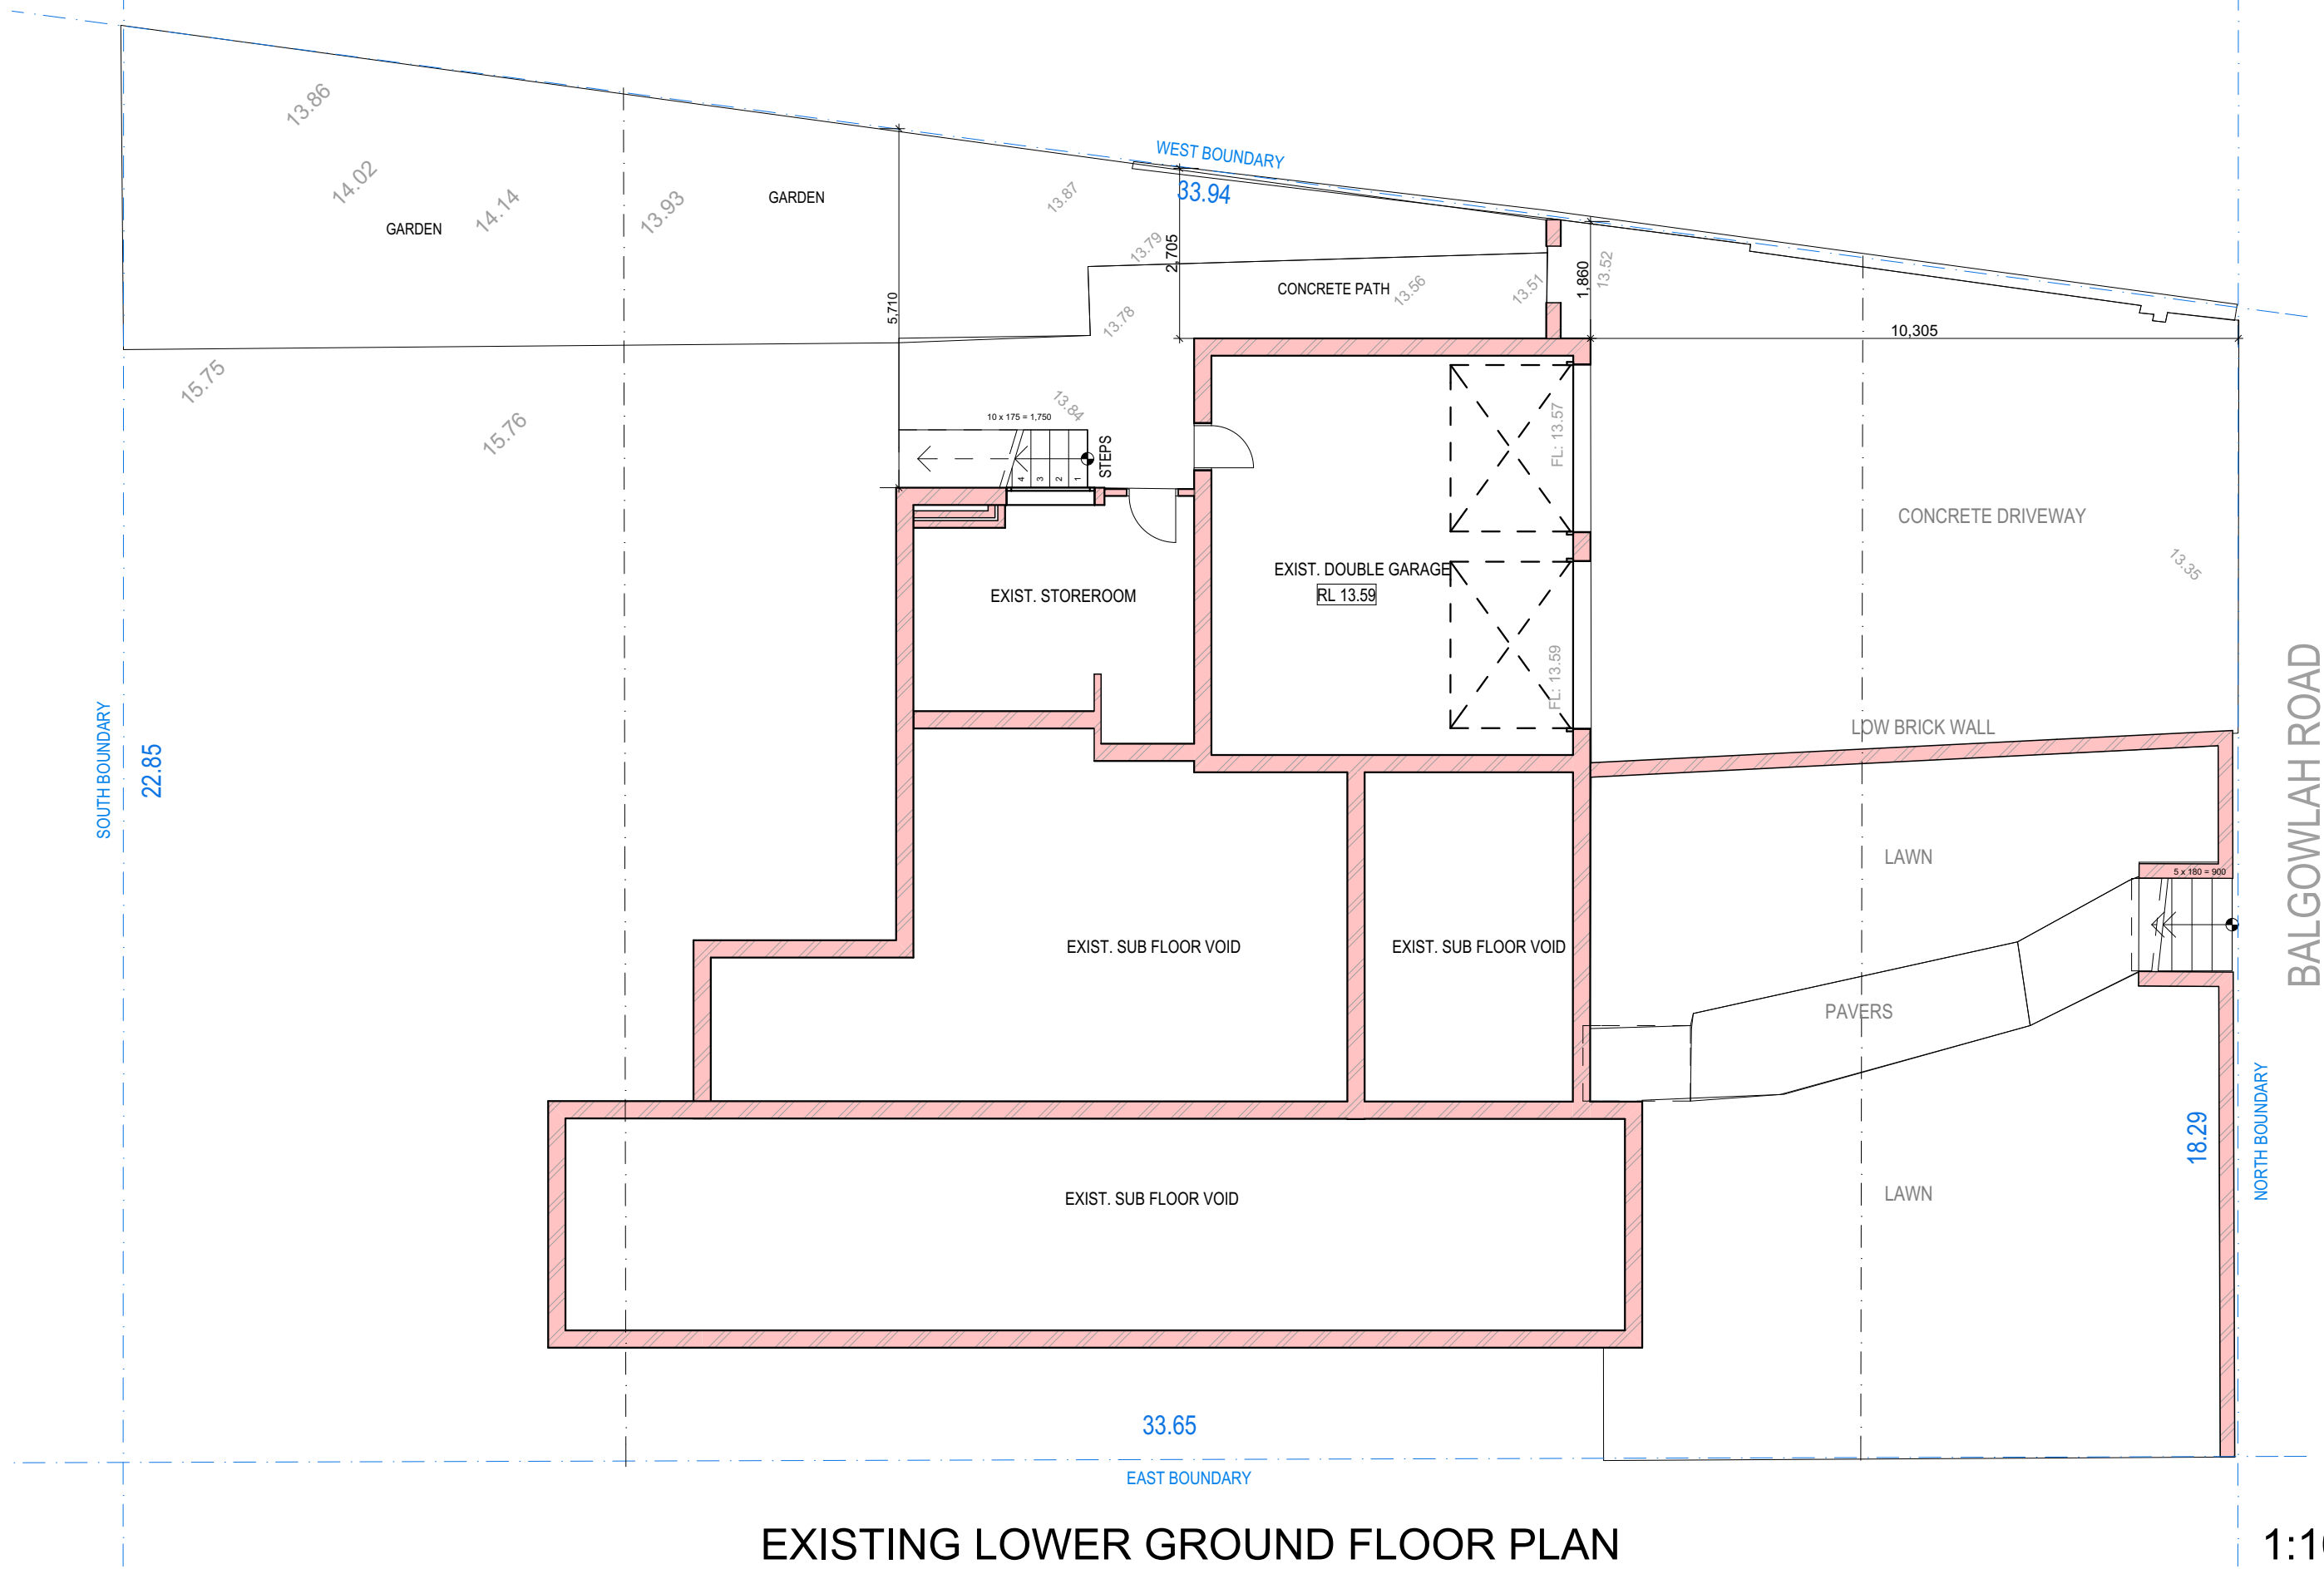 13.86
WEST BOUNDARY
33.94
14.02
14.14
13.93
GARDEN
GARDEN
13.87
13.79
2,705
13.52
1,860
5,710
CONCRETE PATH
13.56
13.51
13.78
10,305
15.75
15.76
10 x 175 = 1,750
13.84
STEPS
4
3
2
1
FL: 13.57
CONCRETE DRIVEWAY
13.35
EXIST. DOUBLE GARAGE
RL 13.59
EXIST. STOREROOM
FL: 13.59
LOW BRICK WALL
BALGOWLAH ROAD
SOUTH BOUNDARY
22.85
LAWN
5 x 180 = 900
EXIST. SUB FLOOR VOID
EXIST. SUB FLOOR VOID
PAVERS
18.29
NORTH BOUNDARY
LAWN
EXIST. SUB FLOOR VOID
33.65
EAST BOUNDARY
EXISTING LOWER GROUND FLOOR PLAN